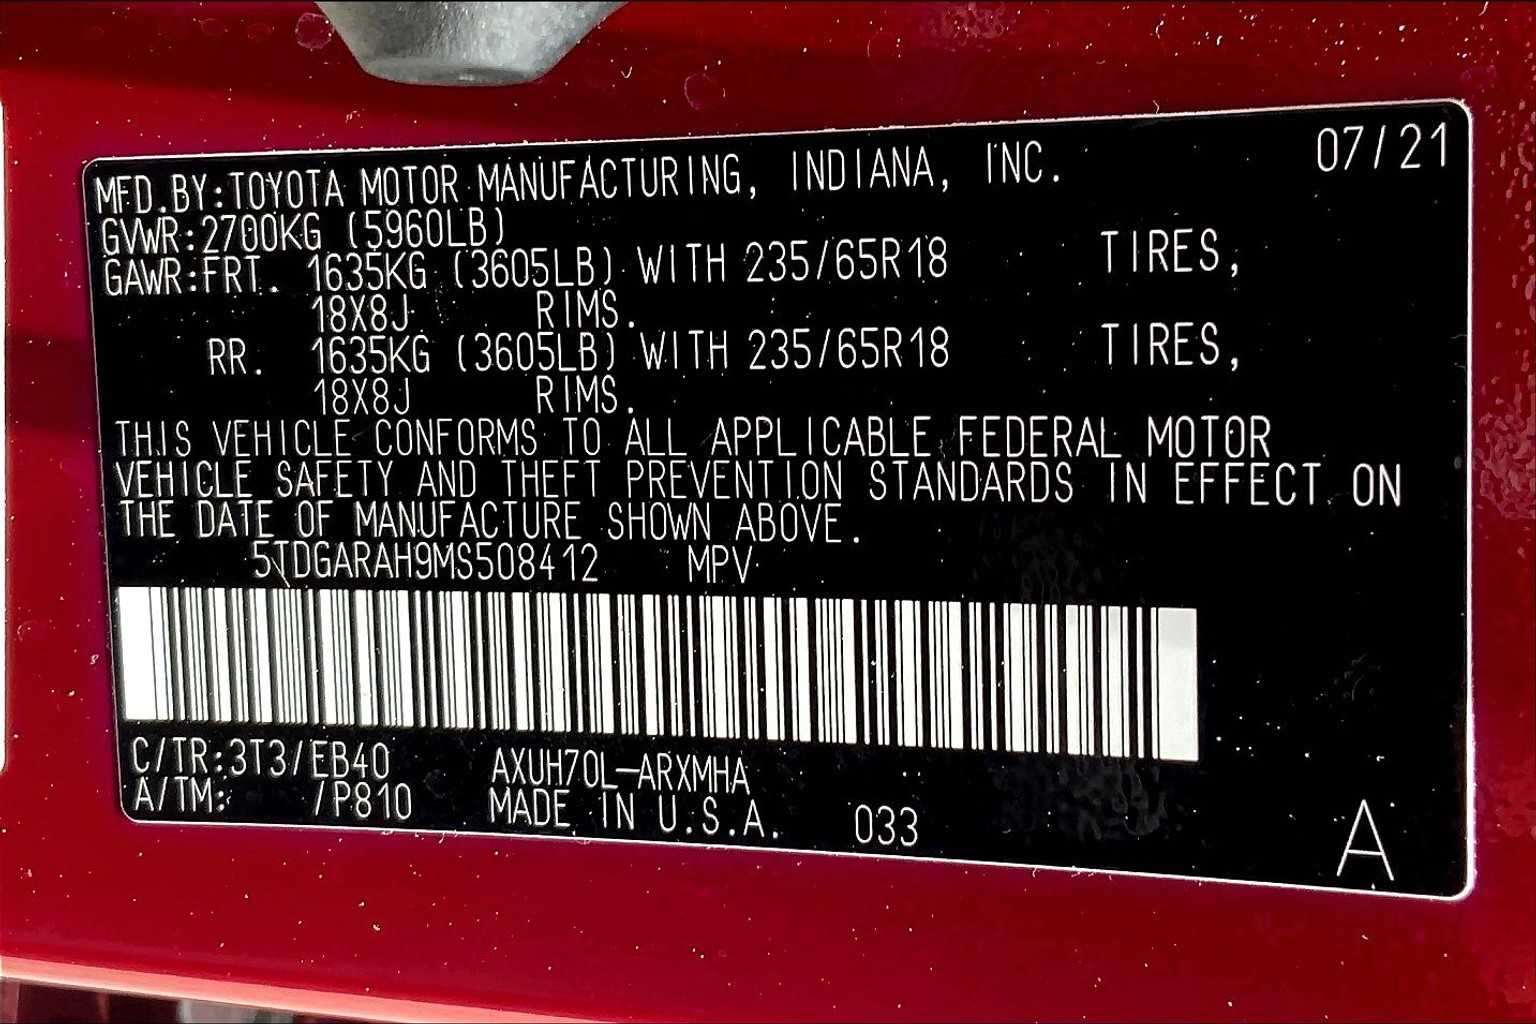 07/21
MFD.BY:TOYOTA MOTOR MANUFACTURING, INDIANA, INC.
GVWR:2700KG (5960LB)
GAWR:FRT. 1635KG (3605LB) WITH 235/65R18 TIRES,
18X8J RIMS.
RR. 1635KG (3605LB) WITH 235/65R18 TIRES,
18X8J RIMS.
THIS VEHICLE CONFORMS TO ALL APPLICABLE FEDERAL MOTOR
VEHICLE SAFETY AND THEFT PREVENTION STANDARDS IN EFFECT ON
THE DATE OF MANUFACTURE SHOWN ABOVE.
5TDGARAH9MS508412 MPV
C/TR:3T3/EB40 AXUH70L-ARXMHA
A/TM: /P810 MADE IN U.S.A. 033
A